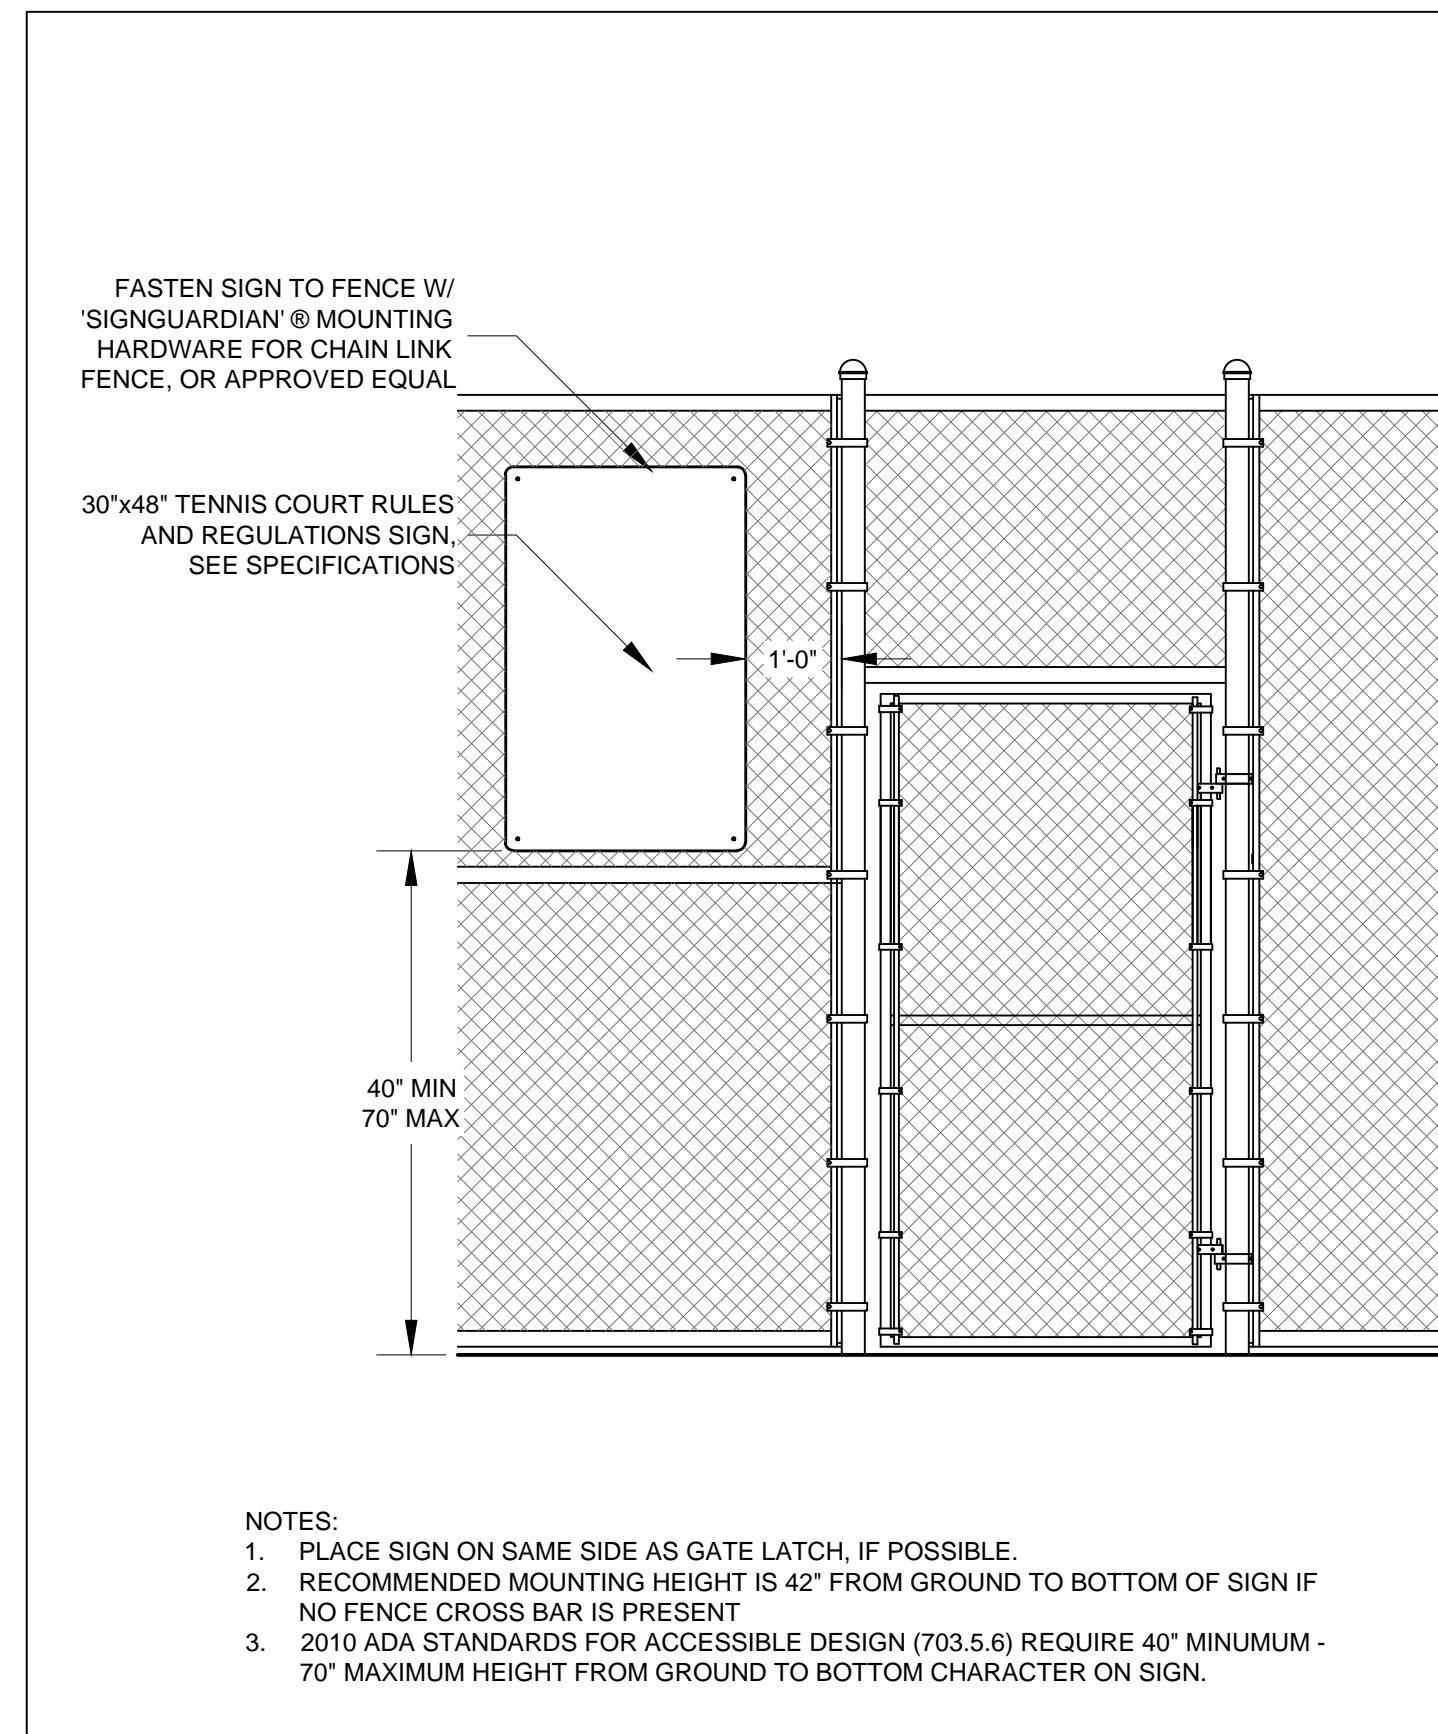 FASTEN SIGN TO FENCE W/
'SIGNGUARDIAN' ® MOUNTING
HARDWARE FOR CHAIN LINK
FENCE, OR APPROVED EQUAL
30"x48" TENNIS COURT RULES
AND REGULATIONS SIGN,
SEE SPECIFICATIONS
1'-0"
40" MIN
70" MAX
NOTES:
1. PLACE SIGN ON SAME SIDE AS GATE LATCH, IF POSSIBLE.
2. RECOMMENDED MOUNTING HEIGHT IS 42" FROM GROUND TO BOTTOM OF SIGN IF
NO FENCE CROSS BAR IS PRESENT
3. 2010 ADA STANDARDS FOR ACCESSIBLE DESIGN (703.5.6) REQUIRE 40" MINUMUM -
70" MAXIMUM HEIGHT FROM GROUND TO BOTTOM CHARACTER ON SIGN.